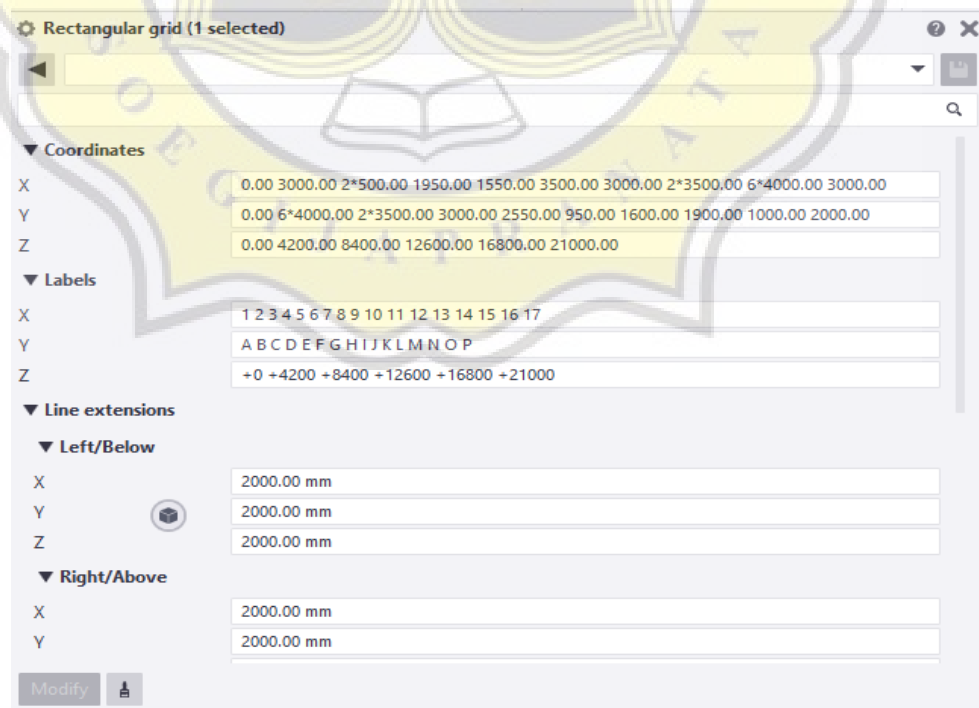 Rectangular grid (1 selected)
SOEGIJAPRANATA
Coordinates
X 0.00 3000.00 2*500.00 1950.00 1550.00 3500.00 3000.00 2*3500.00 6*4000.00 3000.00
Y 0.00 6*4000.00 2*3500.00 3000.00 2550.00 950.00 1600.00 1900.00 1000.00 2000.00
Z 0.00 4200.00 8400.00 12600.00 16800.00 21000.00
Labels
X 1 2 3 4 5 6 7 8 9 10 11 12 13 14 15 16 17
Y A B C D E F G H I J K L M N O P
Z +0 +4200 +8400 +12600 +16800 +21000
Line extensions
Left/Below
X 2000.00 mm
Y 2000.00 mm
Z 2000.00 mm
Right/Above
X 2000.00 mm
Y 2000.00 mm
Modify